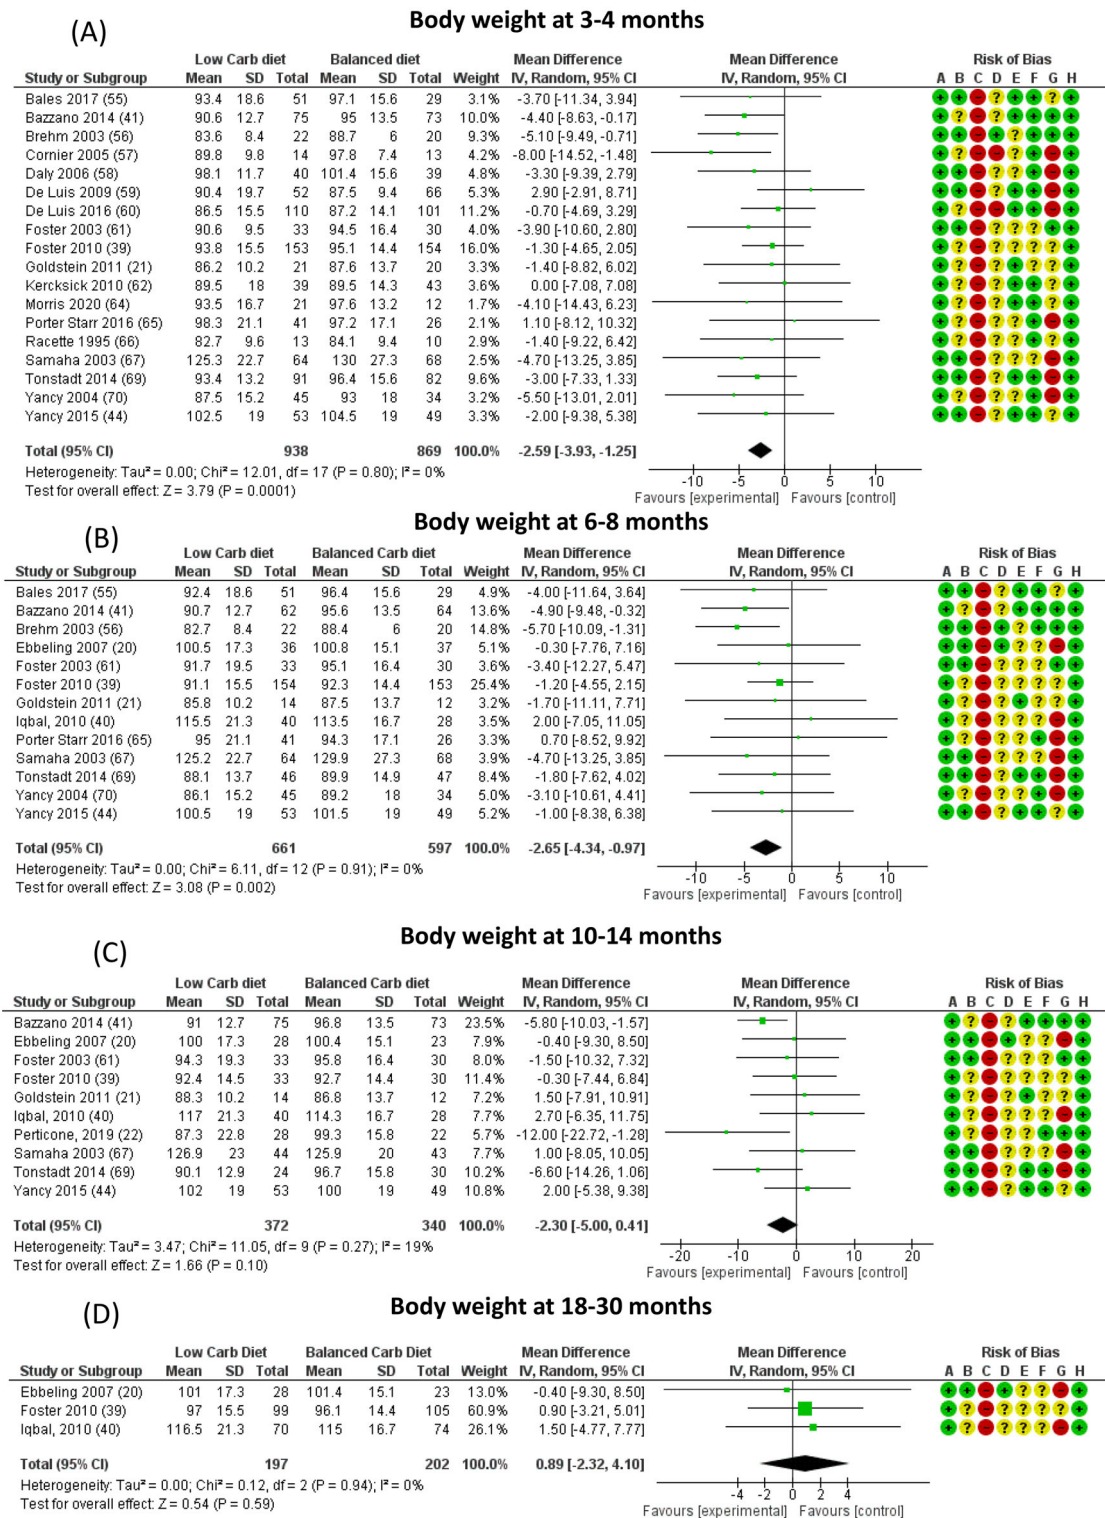 Body weight at 3-4 months
(A)
Low Carb diet Balanced diet Mean Difference Mean Difference Risk of Bias
Study or Subgroup Mean SD Total Mean SD Total Weight IV, Random, 95% CI IV, Random, 95% CI A B C D E F G H
Bales 2017 (55) 93.4 18.6 51 97.1 15.6 29 3.1% -3.70 [-11.34, 3.94] + + - ? + + ? +
Bazzano 2014 (41) 90.6 12.7 75 95 13.5 73 10.0% -4.40 [-8.63, -0.17] + ? - ? + + + +
Brehm 2003 (56) 83.6 8.4 22 88.7 6 20 9.3% -5.10 [-9.49, -0.71] + + - + ? + + +
Cornier 2005 (57) 89.8 9.8 14 97.8 7.4 13 4.2% -8.00 [-14.52, -1.48] + ? - - ? + - +
Daly 2006 (58) 98.1 11.7 40 101.4 15.6 39 4.8% -3.30 [-9.39, 2.79] + + - ? + + - +
De Luis 2009 (59) 90.4 19.7 52 87.5 9.4 66 5.3% 2.90 [-2.91, 8.71] + + - ? + + + +
De Luis 2016 (60) 86.5 15.5 110 87.2 14.1 101 11.2% -0.70 [-4.69, 3.29] + ? - ? + + - +
Foster 2003 (61) 90.6 9.5 33 94.5 16.4 30 4.0% -3.90 [-10.60, 2.80] + + - ? ? + + +
Foster 2010 (39) 93.8 15.5 153 95.1 14.4 154 16.0% -1.30 [-4.65, 2.05] + ? - ? ? ? ? +
Goldstein 2011 (21) 86.2 10.2 21 87.6 13.7 20 3.3% -1.40 [-8.82, 6.02] + ? - ? ? ? + +
Kercksick 2010 (62) 89.5 18 39 89.5 14.3 43 3.6% 0.00 [-7.08, 7.08] + ? - ? ? + + +
Morris 2020 (64) 93.5 16.7 21 97.6 13.2 12 1.7% -4.10 [-14.43, 6.23] + ? - ? + ? + +
Porter Starr 2016 (65) 98.3 21.1 41 97.2 17.1 26 2.1% 1.10 [-8.12, 10.32] + ? - ? ? + - +
Racette 1995 (66) 82.7 9.6 13 84.1 9.4 10 2.9% -1.40 [-9.22, 6.42] + ? - ? ? + + +
Samaha 2003 (67) 125.3 22.7 64 130 27.3 68 2.5% -4.70 [-13.25, 3.85] + + - ? ? ? - +
Tonstadt 2014 (69) 93.4 13.2 91 96.4 15.6 82 9.6% -3.00 [-7.33, 1.33] + + - ? + + - +
Yancy 2004 (70) 87.5 15.2 45 93 18 34 3.2% -5.50 [-13.01, 2.01] + ? - ? ? + - +
Yancy 2015 (44) 102.5 19 53 104.5 19 49 3.3% -2.00 [-9.38, 5.38] + + - ? + + ? +
Total (95% CI) 938 869 100.0% -2.59 [-3.93, -1.25]
Heterogeneity: Tau² = 0.00; Chi² = 12.01, df = 17 (P = 0.80); I² = 0%
Test for overall effect: Z = 3.79 (P = 0.0001)
-10 -5 0 5 10
Favours [experimental] Favours [control]
Body weight at 6-8 months
(B)
Low Carb diet Balanced Carb diet Mean Difference Mean Difference Risk of Bias
Study or Subgroup Mean SD Total Mean SD Total Weight IV, Random, 95% CI IV, Random, 95% CI A B C D E F G H
Bales 2017 (55) 92.4 18.6 51 96.4 15.6 29 4.9% -4.00 [-11.64, 3.64] + + - ? + + ? +
Bazzano 2014 (41) 90.7 12.7 62 95.6 13.5 64 13.6% -4.90 [-9.48, -0.32] + ? - ? + + + +
Brehm 2003 (56) 82.7 8.4 22 88.4 6 20 14.8% -5.70 [-10.09, -1.31] + + - + ? + + +
Ebbeling 2007 (20) 100.5 17.3 36 100.8 15.1 37 5.1% -0.30 [-7.76, 7.16] + + - + ? ? - +
Foster 2003 (61) 91.7 19.5 33 95.1 16.4 30 3.6% -3.40 [-12.27, 5.47] + + - ? ? + + +
Foster 2010 (39) 91.1 15.5 154 92.3 14.4 153 25.4% -1.20 [-4.55, 2.15] + ? - ? ? ? ? +
Goldstein 2011 (21) 85.8 10.2 14 87.5 13.7 12 3.2% -1.70 [-11.11, 7.71] + ? - ? ? ? + +
Iqbal, 2010 (40) 115.5 21.3 40 113.5 16.7 28 3.5% 2.00 [-7.05, 11.05] + ? - ? ? ? - +
Porter Starr 2016 (65) 95 21.1 41 94.3 17.1 26 3.3% 0.70 [-8.52, 9.92] + ? - ? ? + - +
Samaha 2003 (67) 125.2 22.7 64 129.9 27.3 68 3.9% -4.70 [-13.25, 3.85] + + - ? ? ? - +
Tonstadt 2014 (69) 88.1 13.7 46 89.9 14.9 47 8.4% -1.80 [-7.62, 4.02] + + - ? + + - +
Yancy 2004 (70) 86.1 15.2 45 89.2 18 34 5.0% -3.10 [-10.61, 4.41] + ? - ? ? + - +
Yancy 2015 (44) 100.5 19 53 101.5 19 49 5.2% -1.00 [-8.38, 6.38] + + - ? + + ? +
Total (95% CI) 661 597 100.0% -2.65 [-4.34, -0.97]
Heterogeneity: Tau² = 0.00; Chi² = 6.11, df = 12 (P = 0.91); I² = 0%
Test for overall effect: Z = 3.08 (P = 0.002)
-10 -5 0 5 10
Favours [experimental] Favours [control]
Body weight at 10-14 months
(C)
Low Carb diet Balanced Carb diet Mean Difference Mean Difference Risk of Bias
Study or Subgroup Mean SD Total Mean SD Total Weight IV, Random, 95% CI IV, Random, 95% CI A B C D E F G H
Bazzano 2014 (41) 91 12.7 75 96.8 13.5 73 23.5% -5.80 [-10.03, -1.57] + ? - ? + + + +
Ebbeling 2007 (20) 100 17.3 28 100.4 15.1 23 7.9% -0.40 [-9.30, 8.50] + + - + ? ? - +
Foster 2003 (61) 94.3 19.3 33 95.8 16.4 30 8.0% -1.50 [-10.32, 7.32] + + - ? ? + + +
Foster 2010 (39) 92.4 14.5 33 92.7 14.4 30 11.4% -0.30 [-7.44, 6.84] + ? - ? ? ? ? +
Goldstein 2011 (21) 88.3 10.2 14 86.8 13.7 12 7.2% 1.50 [-7.91, 10.91] + ? - ? ? ? + +
Iqbal, 2010 (40) 117 21.3 40 114.3 16.7 28 7.7% 2.70 [-6.35, 11.75] + ? - ? ? ? - +
Perticone, 2019 (22) 87.3 22.8 28 99.3 15.8 22 5.7% -12.00 [-22.72, -1.28] + ? - ? ? + + +
Samaha 2003 (67) 126.9 23 44 125.9 20 43 7.7% 1.00 [-8.05, 10.05] + + - ? ? ? - +
Tonstadt 2014 (69) 90.1 12.9 24 96.7 15.8 30 10.2% -6.60 [-14.26, 1.06] + + - ? + + - +
Yancy 2015 (44) 102 19 53 100 19 49 10.8% 2.00 [-5.38, 9.38] + + - ? + + ? +
Total (95% CI) 372 340 100.0% -2.30 [-5.00, 0.41]
Heterogeneity: Tau² = 3.47; Chi² = 11.05, df = 9 (P = 0.27); I² = 19%
Test for overall effect: Z = 1.66 (P = 0.10)
-20 -10 0 10 20
Favours [experimental] Favours [control]
Body weight at 18-30 months
(D)
Low Carb Diet Balanced Carb Diet Mean Difference Mean Difference Risk of Bias
Study or Subgroup Mean SD Total Mean SD Total Weight IV, Random, 95% CI IV, Random, 95% CI A B C D E F G H
Ebbeling 2007 (20) 101 17.3 28 101.4 15.1 23 13.0% -0.40 [-9.30, 8.50] + + - + ? ? - +
Foster 2010 (39) 97 15.5 99 96.1 14.4 105 60.9% 0.90 [-3.21, 5.01] + ? - ? ? ? ? +
Iqbal, 2010 (40) 116.5 21.3 70 115 16.7 74 26.1% 1.50 [-4.77, 7.77] + ? - ? ? ? - +
Total (95% CI) 197 202 100.0% 0.89 [-2.32, 4.10]
Heterogeneity: Tau² = 0.00; Chi² = 0.12, df = 2 (P = 0.94); I² = 0%
Test for overall effect: Z = 0.54 (P = 0.59)
-4 -2 0 2 4
Favours [experimental] Favours [control]